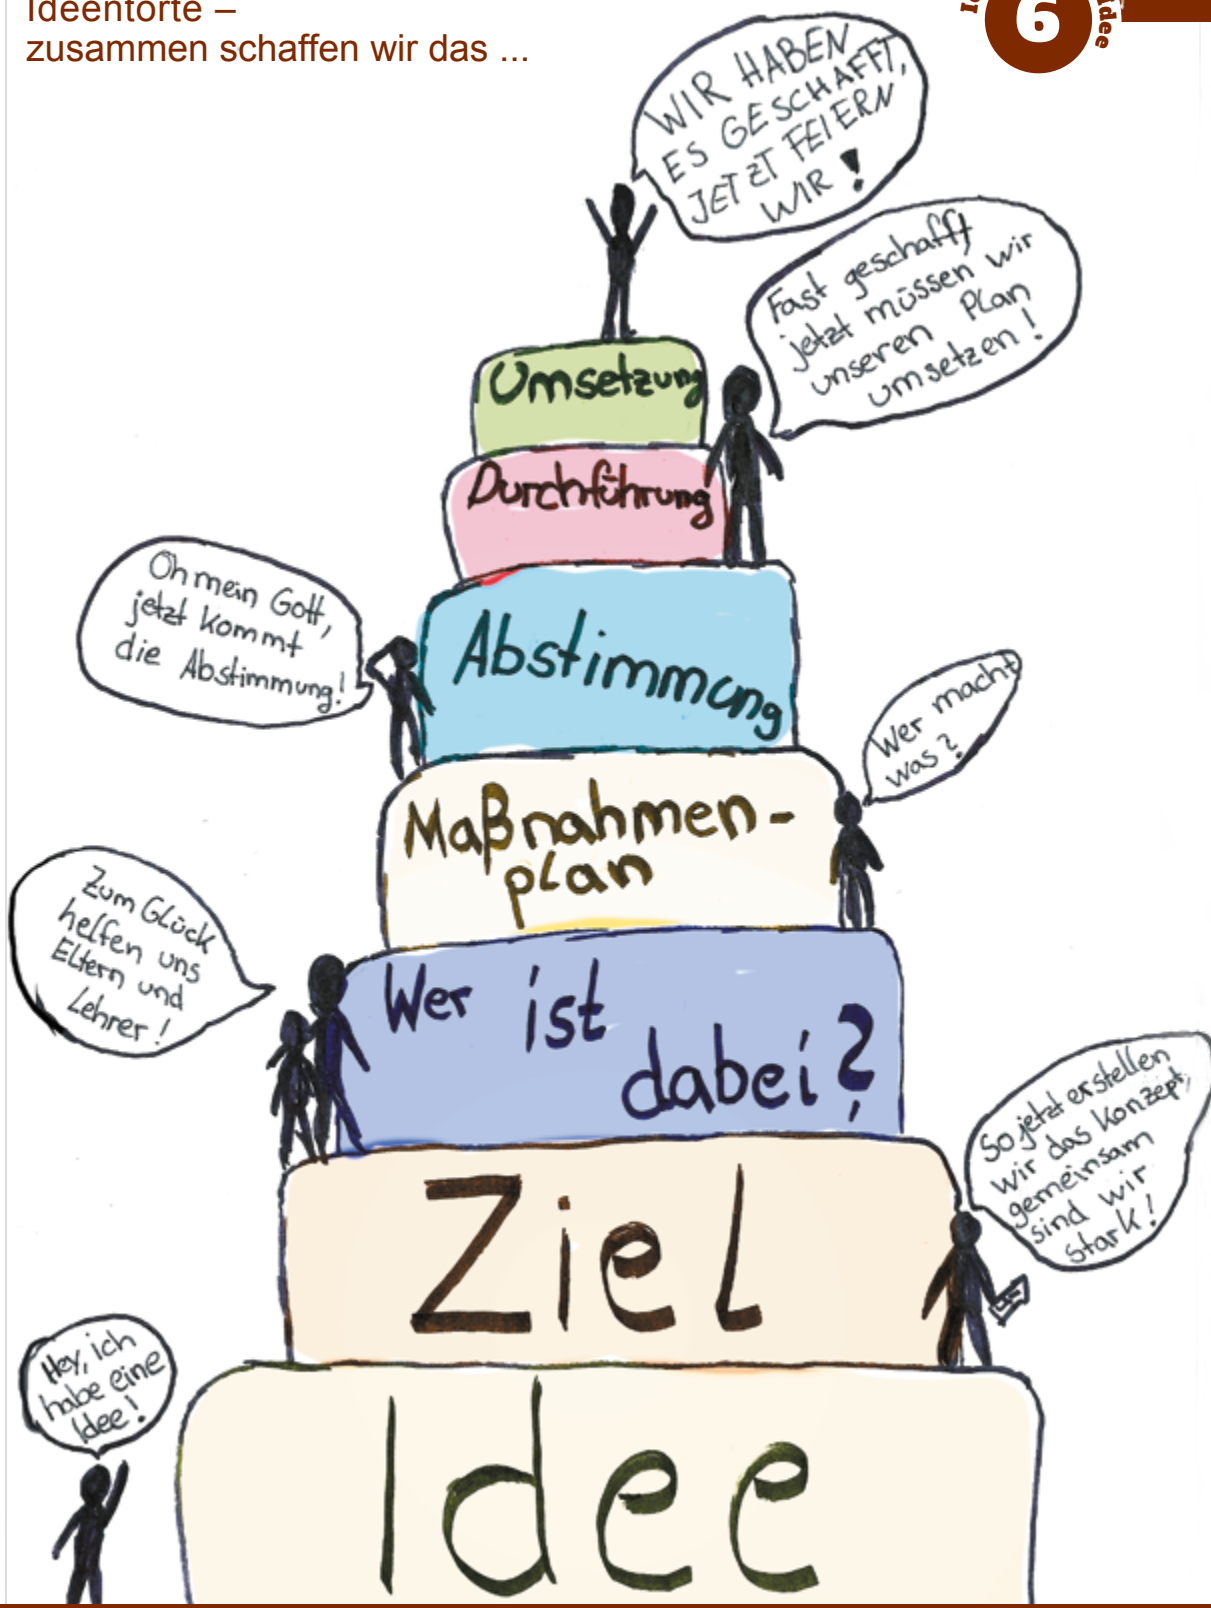 Ideentorte –
zusammen schaffen wir das ...
6
Idee
WIR HABEN
ES GESCHAFFT,
JETZT FEIERN
WIR!
Fast geschafft
jetzt müssen wir
unseren Plan
umsetzen!
Umsetzung
Durchführung
Oh mein Gott,
jetzt kommt
die Abstimmung!
Abstimmung
Wer macht
was?
Maßnahmen-
plan
Zum Glück
helfen uns
Eltern und
Lehrer!
Wer ist
dabei?
So jetzt erstellen
wir das Konzept,
gemeinsam
sind wir
stark!
Ziel
Hey, ich
habe eine
Idee!
Idee